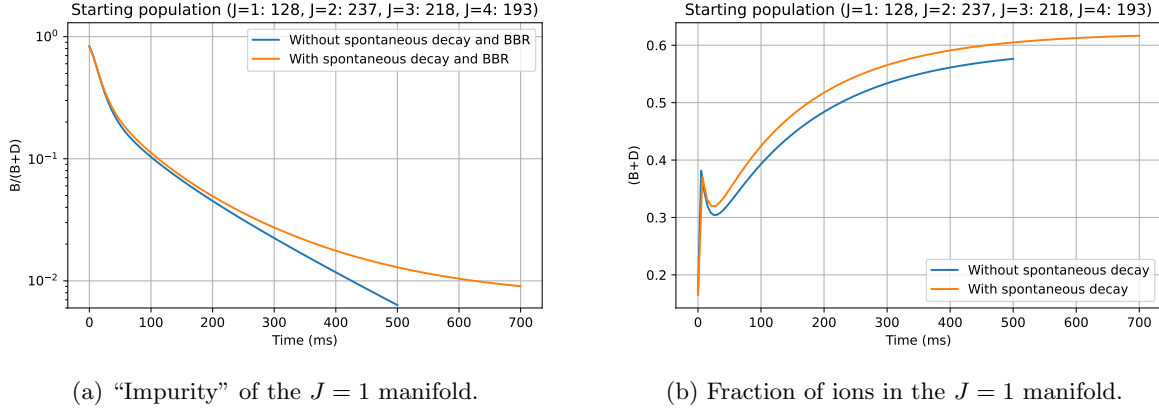 Starting population (J=1: 128, J=2: 237, J=3: 218, J=4: 193)
10⁰
10⁻¹
10⁻²
B/(B+D)
Without spontaneous decay and BBR
With spontaneous decay and BBR
0 100 200 300 400 500 600 700
Time (ms)
(a) “Impurity” of the J = 1 manifold.
Starting population (J=1: 128, J=2: 237, J=3: 218, J=4: 193)
0.6
0.5
0.4
0.3
0.2
(B+D)
Without spontaneous decay
With spontaneous decay
0 100 200 300 400 500 600 700
Time (ms)
(b) Fraction of ions in the J = 1 manifold.